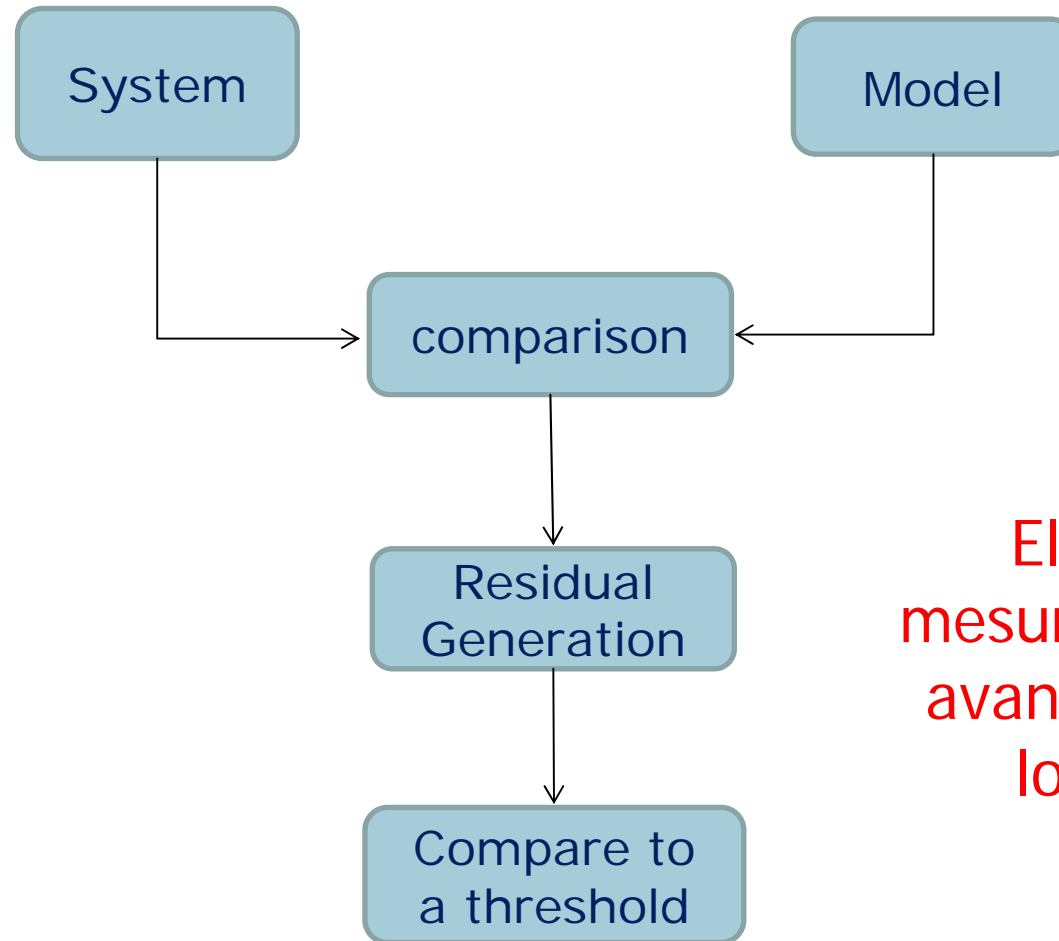 System
Model
comparison
Residual
Generation
El
mesur
avan
lo
Compare to
a threshold